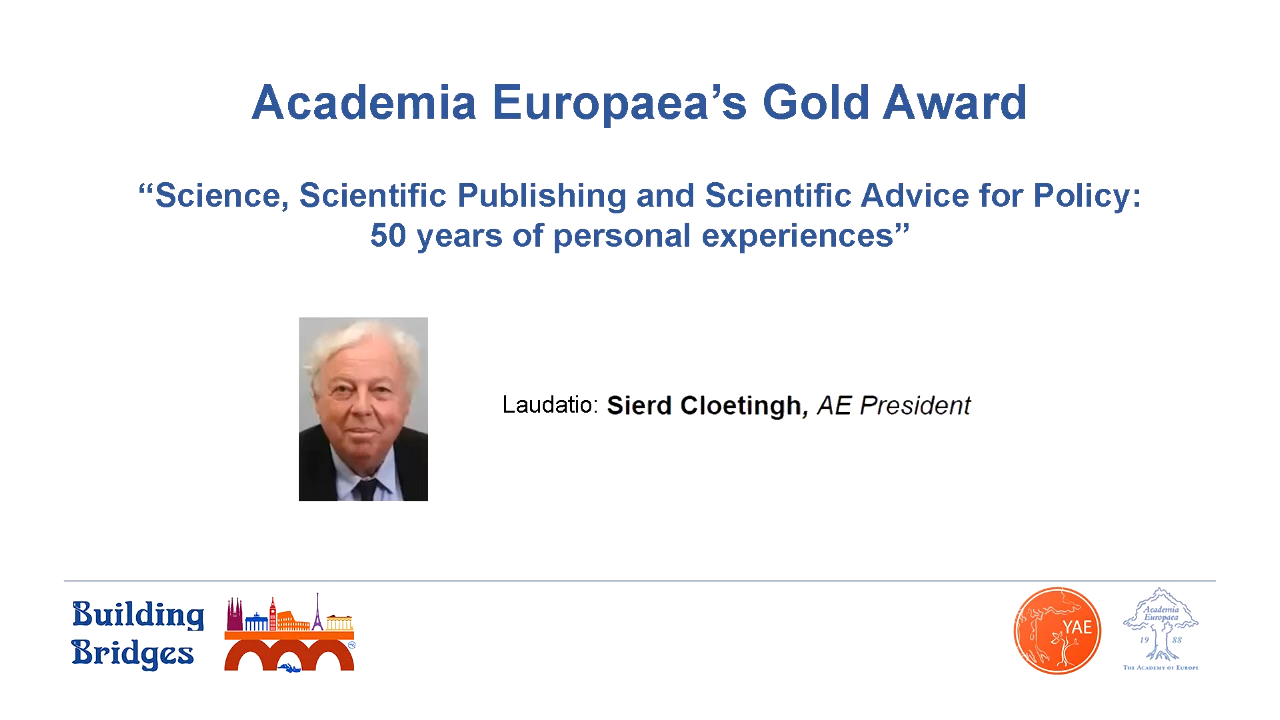 Academia Europaea’s Gold Award
“Science, Scientific Publishing and Scientific Advice for Policy:
50 years of personal experiences”
Laudatio: Sierd Cloetingh, AE President
Building
Bridges
YAE
Academia
Europaea
19 88
THE ACADEMY OF EUROPE